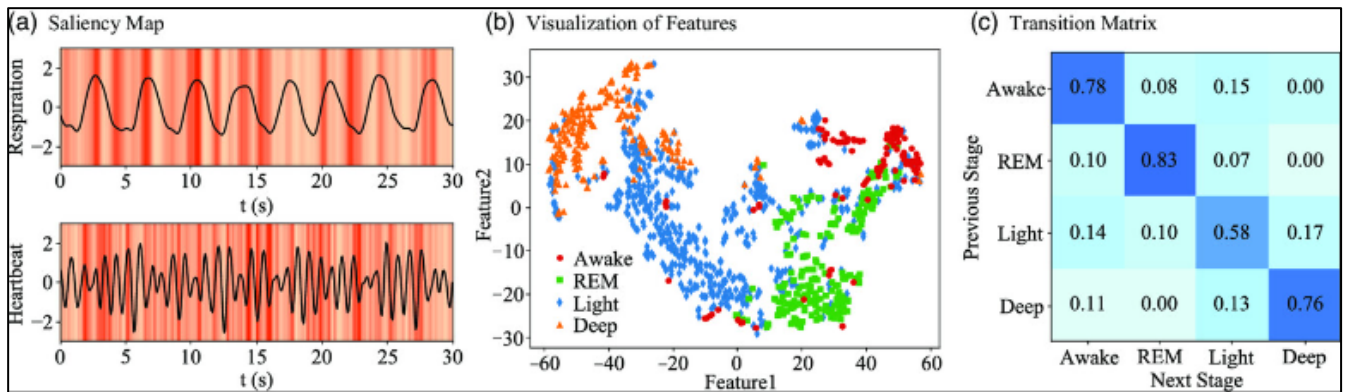 (a) Saliency Map
Respiration
2
0
−2
0 5 10 15 20 25 30
t (s)
Heartbeat
2
0
−2
0 5 10 15 20 25 30
t (s)
(b) Visualization of Features
Feature2
30
20
10
0
−10
−20
−30
Awake
REM
Light
Deep
−60 −40 −20 0 20 40 60
Feature1
(c) Transition Matrix
Previous Stage
Awake 0.78 0.08 0.15 0.00
REM 0.10 0.83 0.07 0.00
Light 0.14 0.10 0.58 0.17
Deep 0.11 0.00 0.13 0.76
Awake REM Light Deep
Next Stage